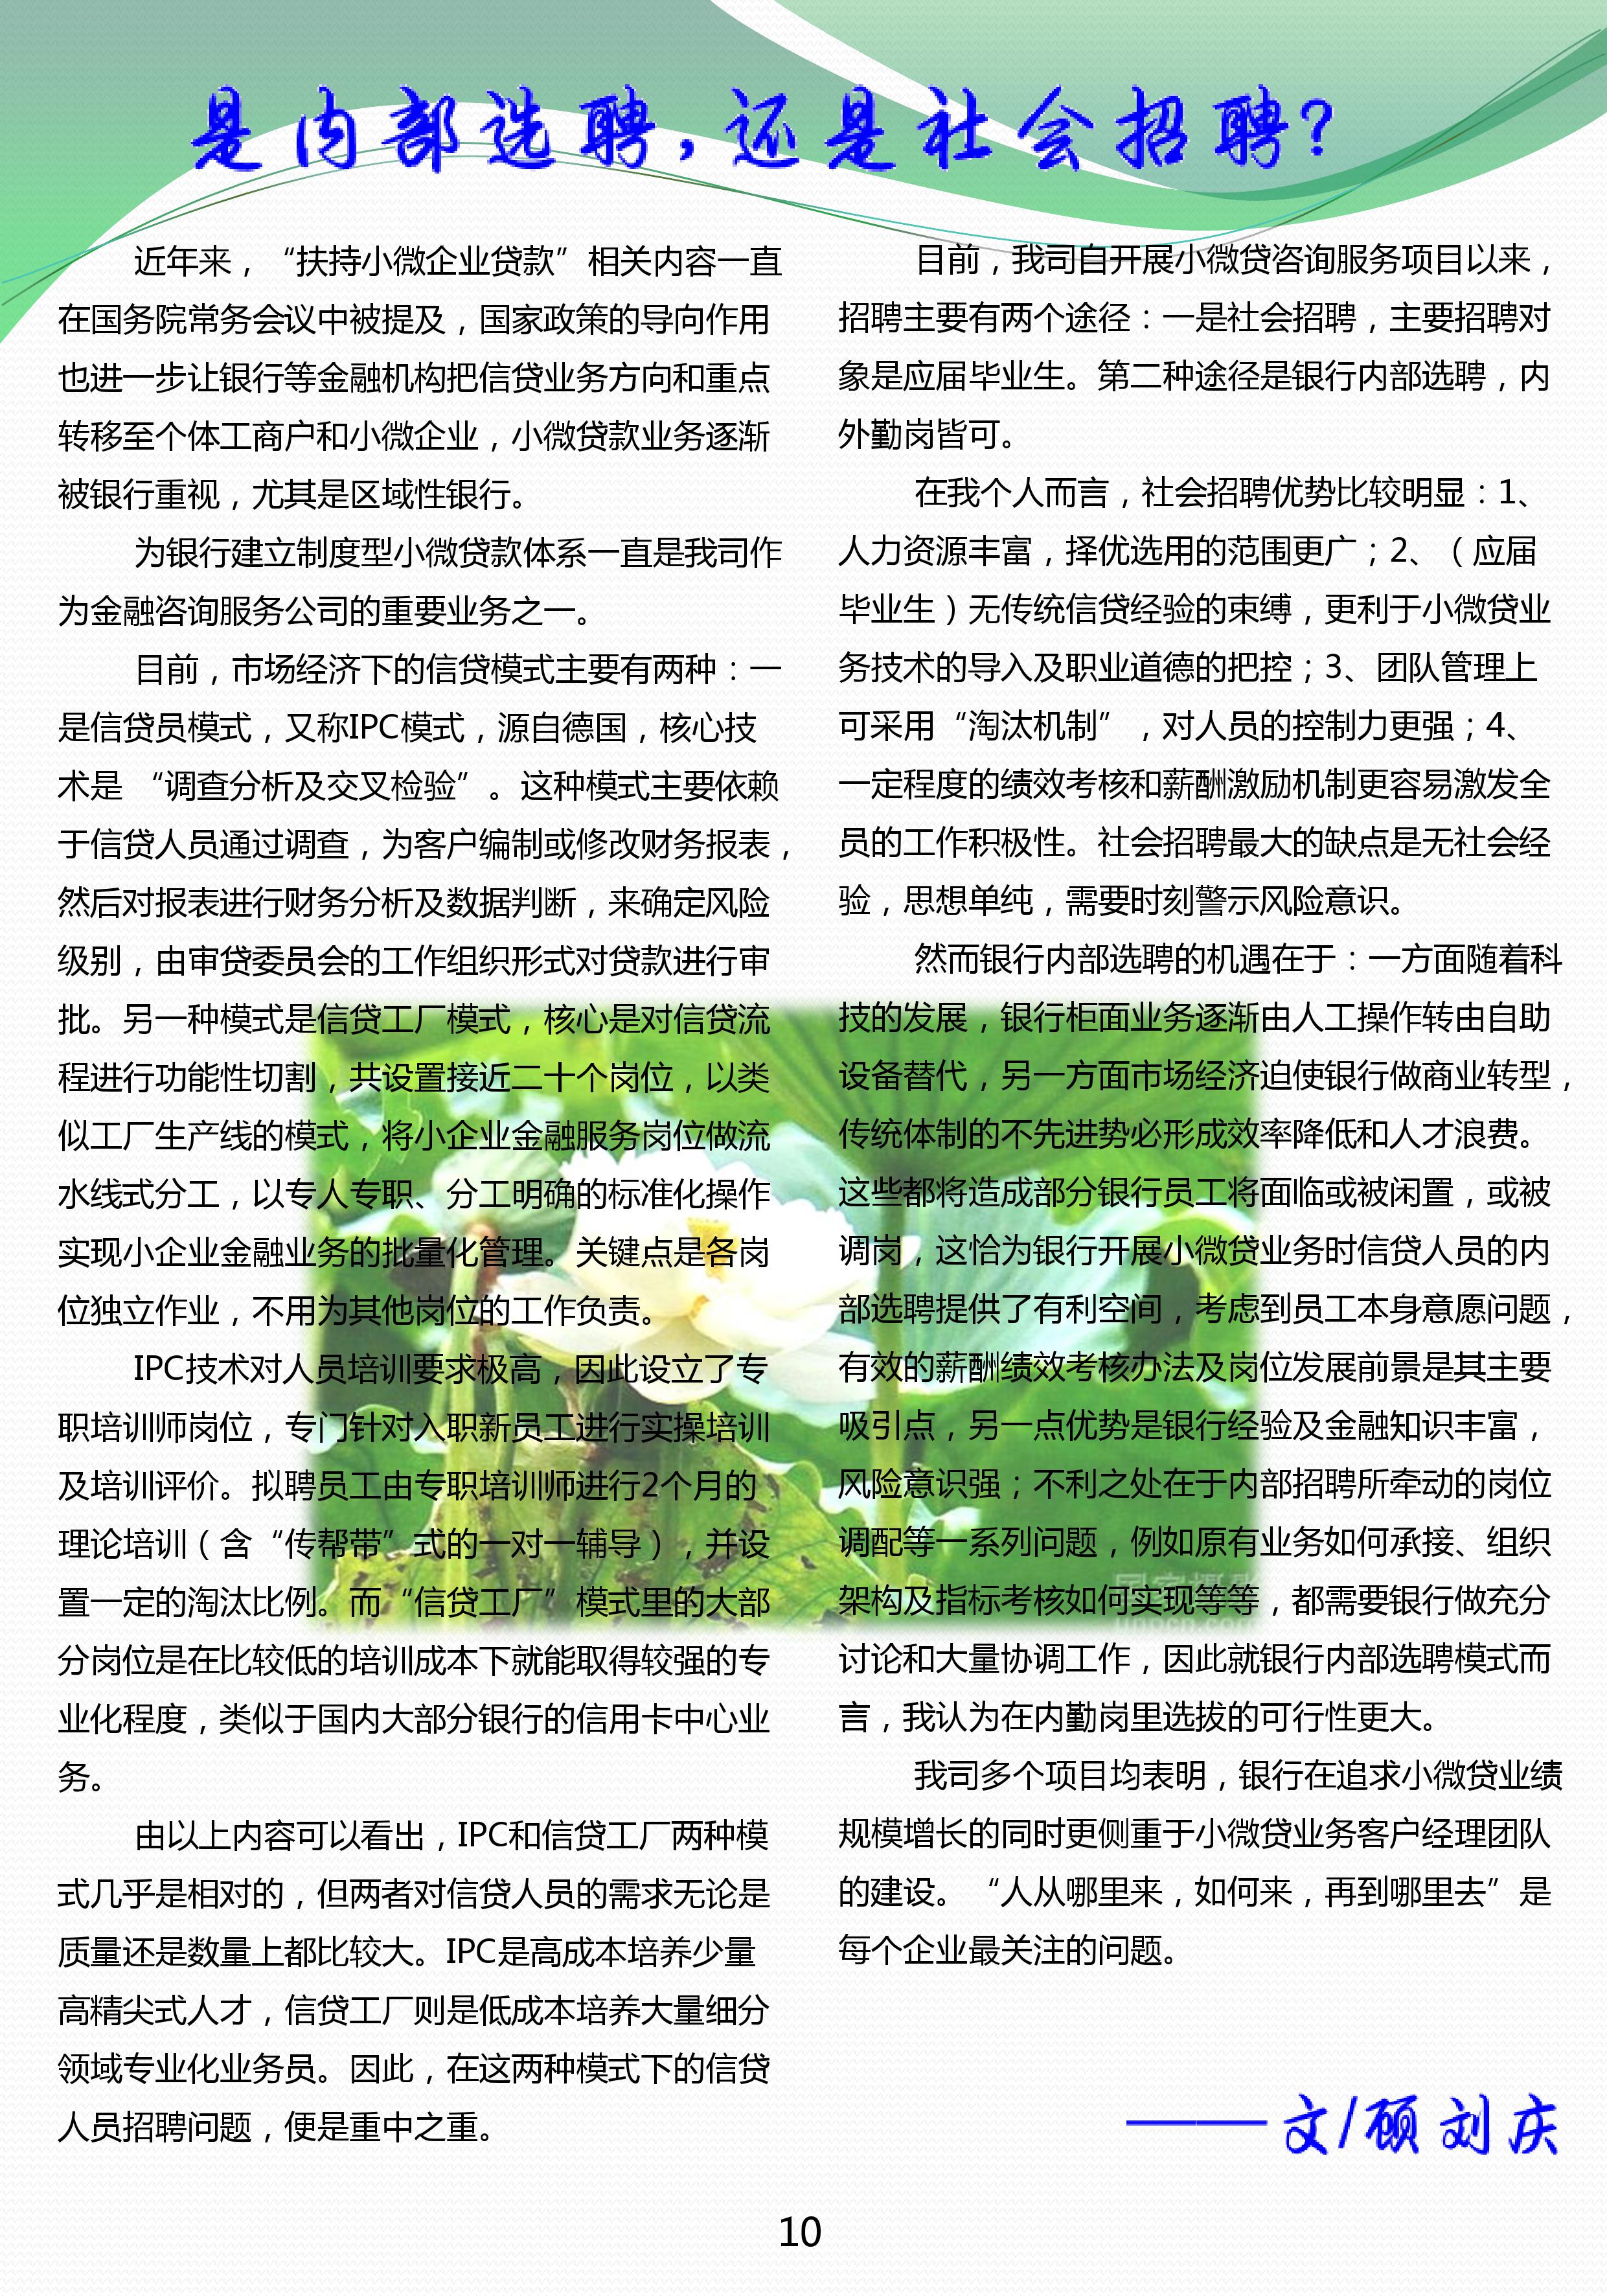 是内部选聘，还是社会招聘？
近年来，“扶持小微企业贷款”相关内容一直
在国务院常务会议中被提及，国家政策的导向作用
也进一步让银行等金融机构把信贷业务方向和重点
转移至个体工商户和小微企业，小微贷款业务逐渐
被银行重视，尤其是区域性银行。
为银行建立制度型小微贷款体系一直是我司作
为金融咨询服务公司的重要业务之一。
目前，市场经济下的信贷模式主要有两种：一
是信贷员模式，又称IPC模式，源自德国，核心技
术是 “调查分析及交叉检验”。这种模式主要依赖
于信贷人员通过调查，为客户编制或修改财务报表，
然后对报表进行财务分析及数据判断，来确定风险
级别，由审贷委员会的工作组织形式对贷款进行审
批。另一种模式是信贷工厂模式，核心是对信贷流
程进行功能性切割，共设置接近二十个岗位，以类
似工厂生产线的模式，将小企业金融服务岗位做流
水线式分工，以专人专职、分工明确的标准化操作
实现小企业金融业务的批量化管理。关键点是各岗
位独立作业，不用为其他岗位的工作负责。
IPC技术对人员培训要求极高，因此设立了专
职培训师岗位，专门针对入职新员工进行实操培训
及培训评价。拟聘员工由专职培训师进行2个月的
理论培训（含“传帮带”式的一对一辅导），并设
置一定的淘汰比例。而“信贷工厂”模式里的大部
分岗位是在比较低的培训成本下就能取得较强的专
业化程度，类似于国内大部分银行的信用卡中心业
务。
由以上内容可以看出，IPC和信贷工厂两种模
式几乎是相对的，但两者对信贷人员的需求无论是
质量还是数量上都比较大。IPC是高成本培养少量
高精尖式人才，信贷工厂则是低成本培养大量细分
领域专业化业务员。因此，在这两种模式下的信贷
人员招聘问题，便是重中之重。
目前，我司自开展小微贷咨询服务项目以来，
招聘主要有两个途径：一是社会招聘，主要招聘对
象是应届毕业生。第二种途径是银行内部选聘，内
外勤岗皆可。
在我个人而言，社会招聘优势比较明显：1、
人力资源丰富，择优选用的范围更广；2、（应届
毕业生）无传统信贷经验的束缚，更利于小微贷业
务技术的导入及职业道德的把控；3、团队管理上
可采用“淘汰机制”，对人员的控制力更强；4、
一定程度的绩效考核和薪酬激励机制更容易激发全
员的工作积极性。社会招聘最大的缺点是无社会经
验，思想单纯，需要时刻警示风险意识。
然而银行内部选聘的机遇在于：一方面随着科
技的发展，银行柜面业务逐渐由人工操作转由自助
设备替代，另一方面市场经济迫使银行做商业转型，
传统体制的不先进势必形成效率降低和人才浪费。
这些都将造成部分银行员工将面临或被闲置，或被
调岗，这恰为银行开展小微贷业务时信贷人员的内
部选聘提供了有利空间，考虑到员工本身意愿问题，
有效的薪酬绩效考核办法及岗位发展前景是其主要
吸引点，另一点优势是银行经验及金融知识丰富，
风险意识强；不利之处在于内部招聘所牵动的岗位
调配等一系列问题，例如原有业务如何承接、组织
架构及指标考核如何实现等等，都需要银行做充分
讨论和大量协调工作，因此就银行内部选聘模式而
言，我认为在内勤岗里选拔的可行性更大。
我司多个项目均表明，银行在追求小微贷业绩
规模增长的同时更侧重于小微贷业务客户经理团队
的建设。“人从哪里来，如何来，再到哪里去”是
每个企业最关注的问题。
——文/顾刘庆
10